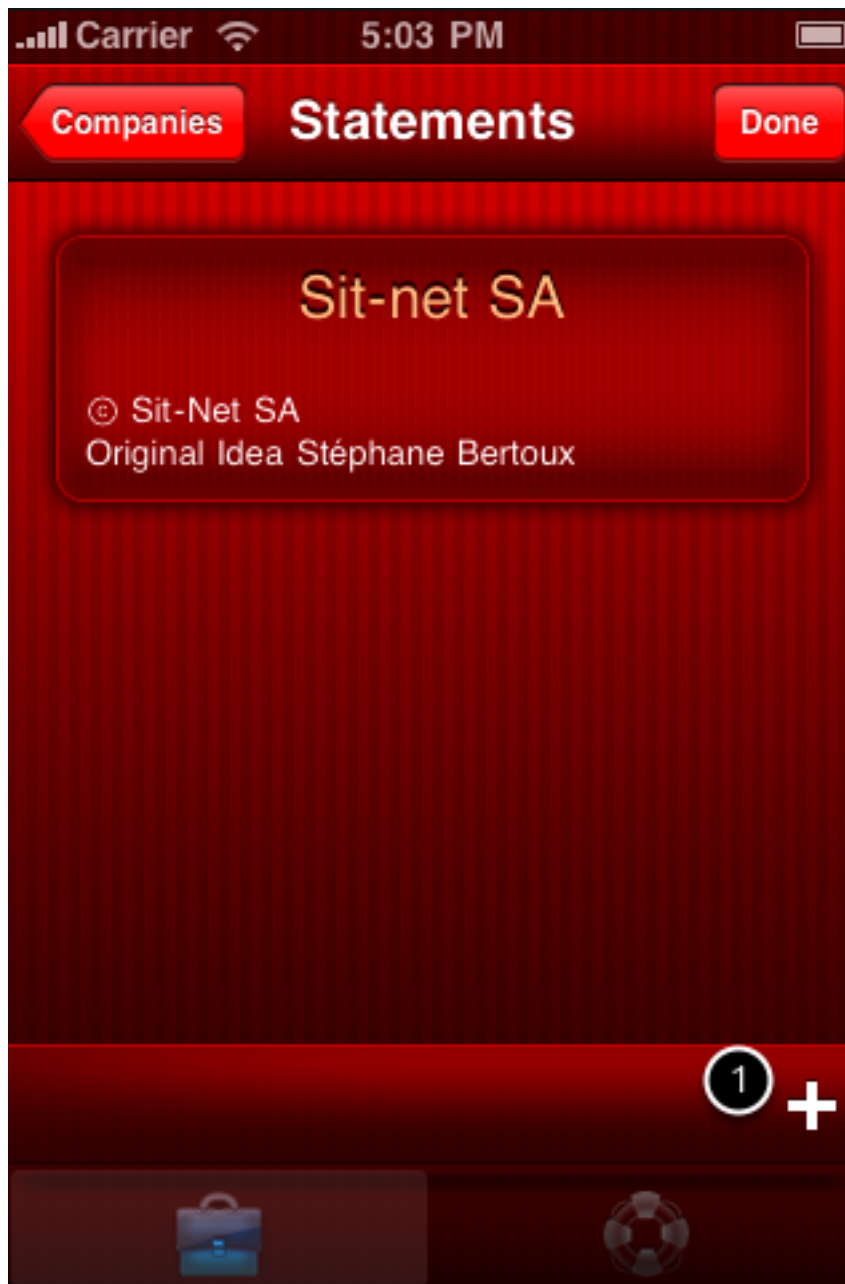 Carrier 5:03 PM
Companies Statements Done
Sit-net SA
© Sit-Net SA
Original Idea Stéphane Bertoux
1 +